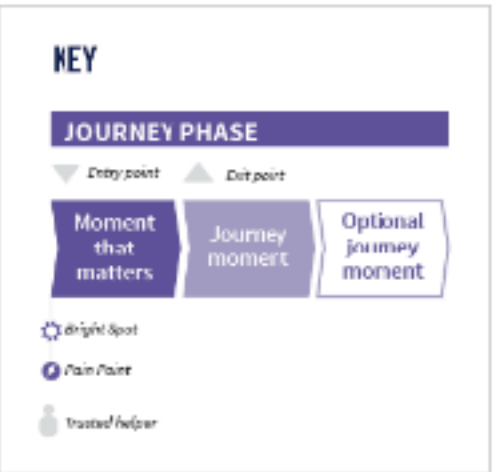 KEY
JOURNEY PHASE
Entry point
Exit point
Moment
that
matters
Journey
moment
Optional
journey
moment
Bright Spot
Pain Point
Trusted helper